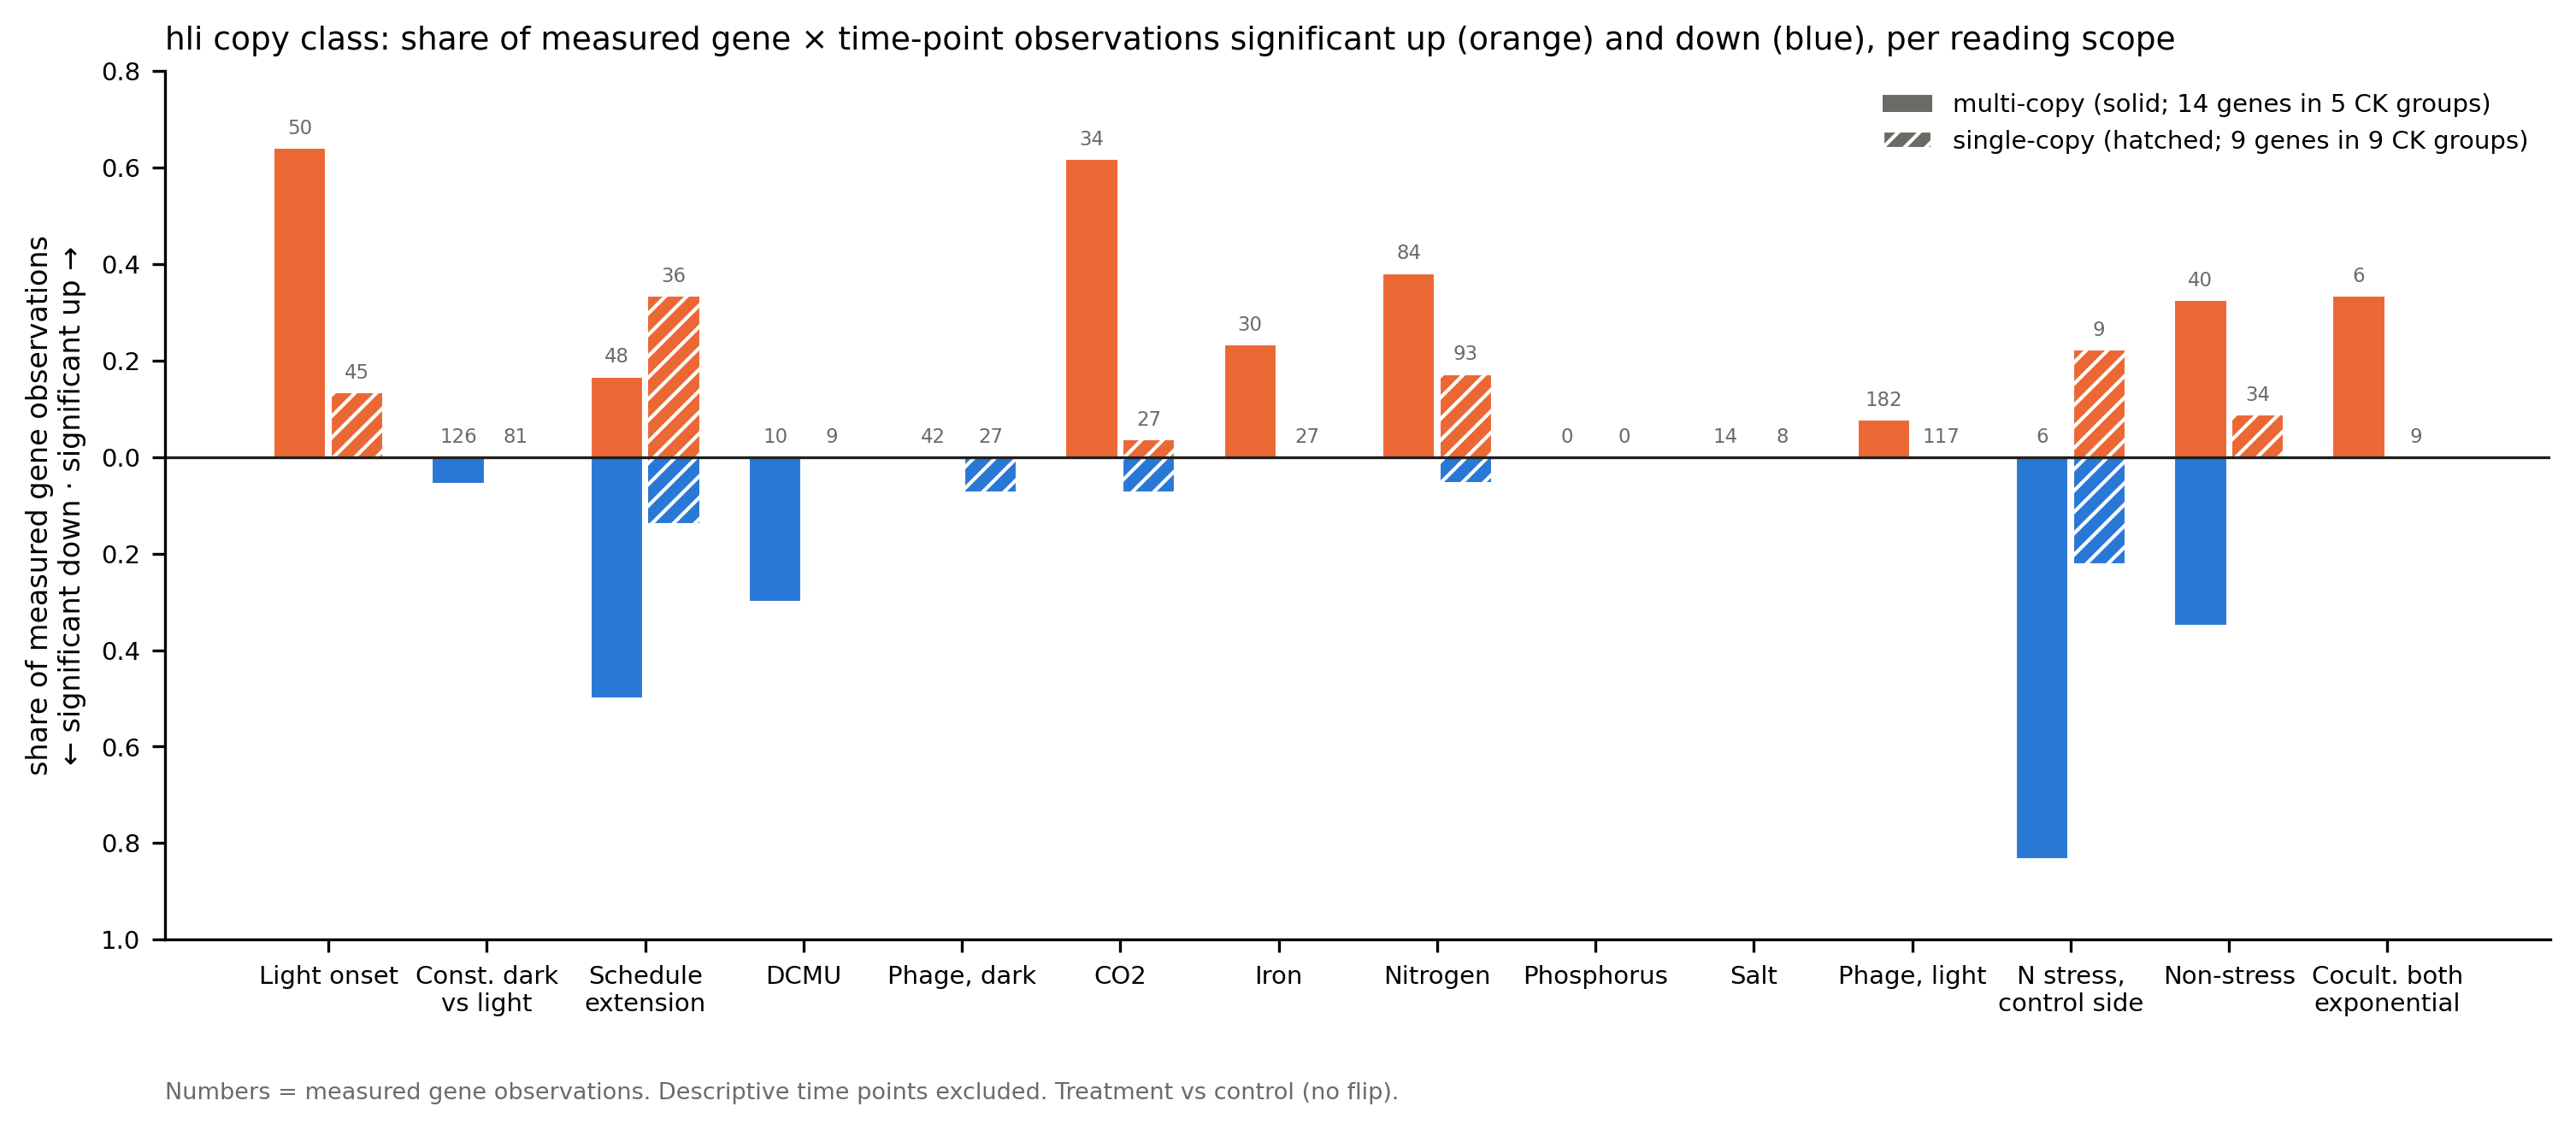 hli copy class: share of measured gene × time-point observations significant up (orange) and down (blue), per reading scope
multi-copy (solid; 14 genes in 5 CK groups)
single-copy (hatched; 9 genes in 9 CK groups)
share of measured gene observations
← significant down · significant up →
0.8
0.6
0.4
0.2
0.0
0.2
0.4
0.6
0.8
1.0
50
45
126
81
48
36
10
9
42
27
34
27
30
27
84
93
0
0
14
8
182
117
6
9
40
34
6
9
Light onset
Const. dark
vs light
Schedule
extension
DCMU
Phage, dark
CO2
Iron
Nitrogen
Phosphorus
Salt
Phage, light
N stress,
control side
Non-stress
Cocult. both
exponential
Numbers = measured gene observations. Descriptive time points excluded. Treatment vs control (no flip).